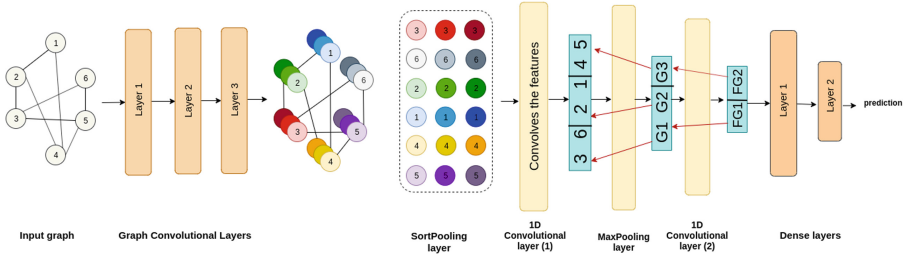 1
2
6
3
5
4
Input graph
Layer 1
Layer 2
Layer 3
Graph Convolutional Layers
1
2
6
3
5
4
3 3 3
6 6 6
2 2 2
1 1 1
4 4 4
5 5 5
SortPooling
layer
Convolves the features
1D
Convolutional
layer (1)
3 6 2 1 4 5
MaxPooling
layer
G1 G2 G3
1D
Convolutional
layer (2)
FG1 FG2
Layer 1
Layer 2
Dense layers
prediction